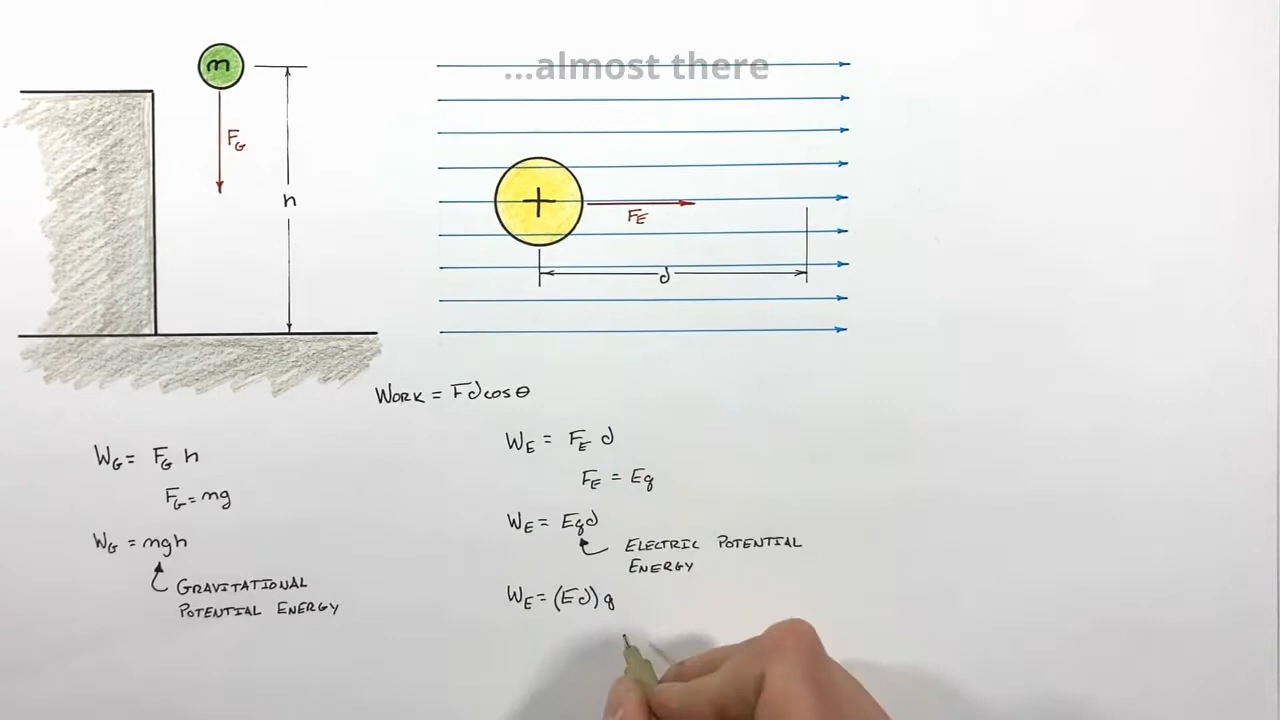 ...almost there
m
F_G
h
+
F_E
d
WORK = Fd cos θ
W_G = F_G h
F_G = mg
W_G = mgh
GRAVITATIONAL
POTENTIAL ENERGY
W_E = F_E d
F_E = Eq
W_E = Eqd
ELECTRIC POTENTIAL
ENERGY
W_E = (Ed) q